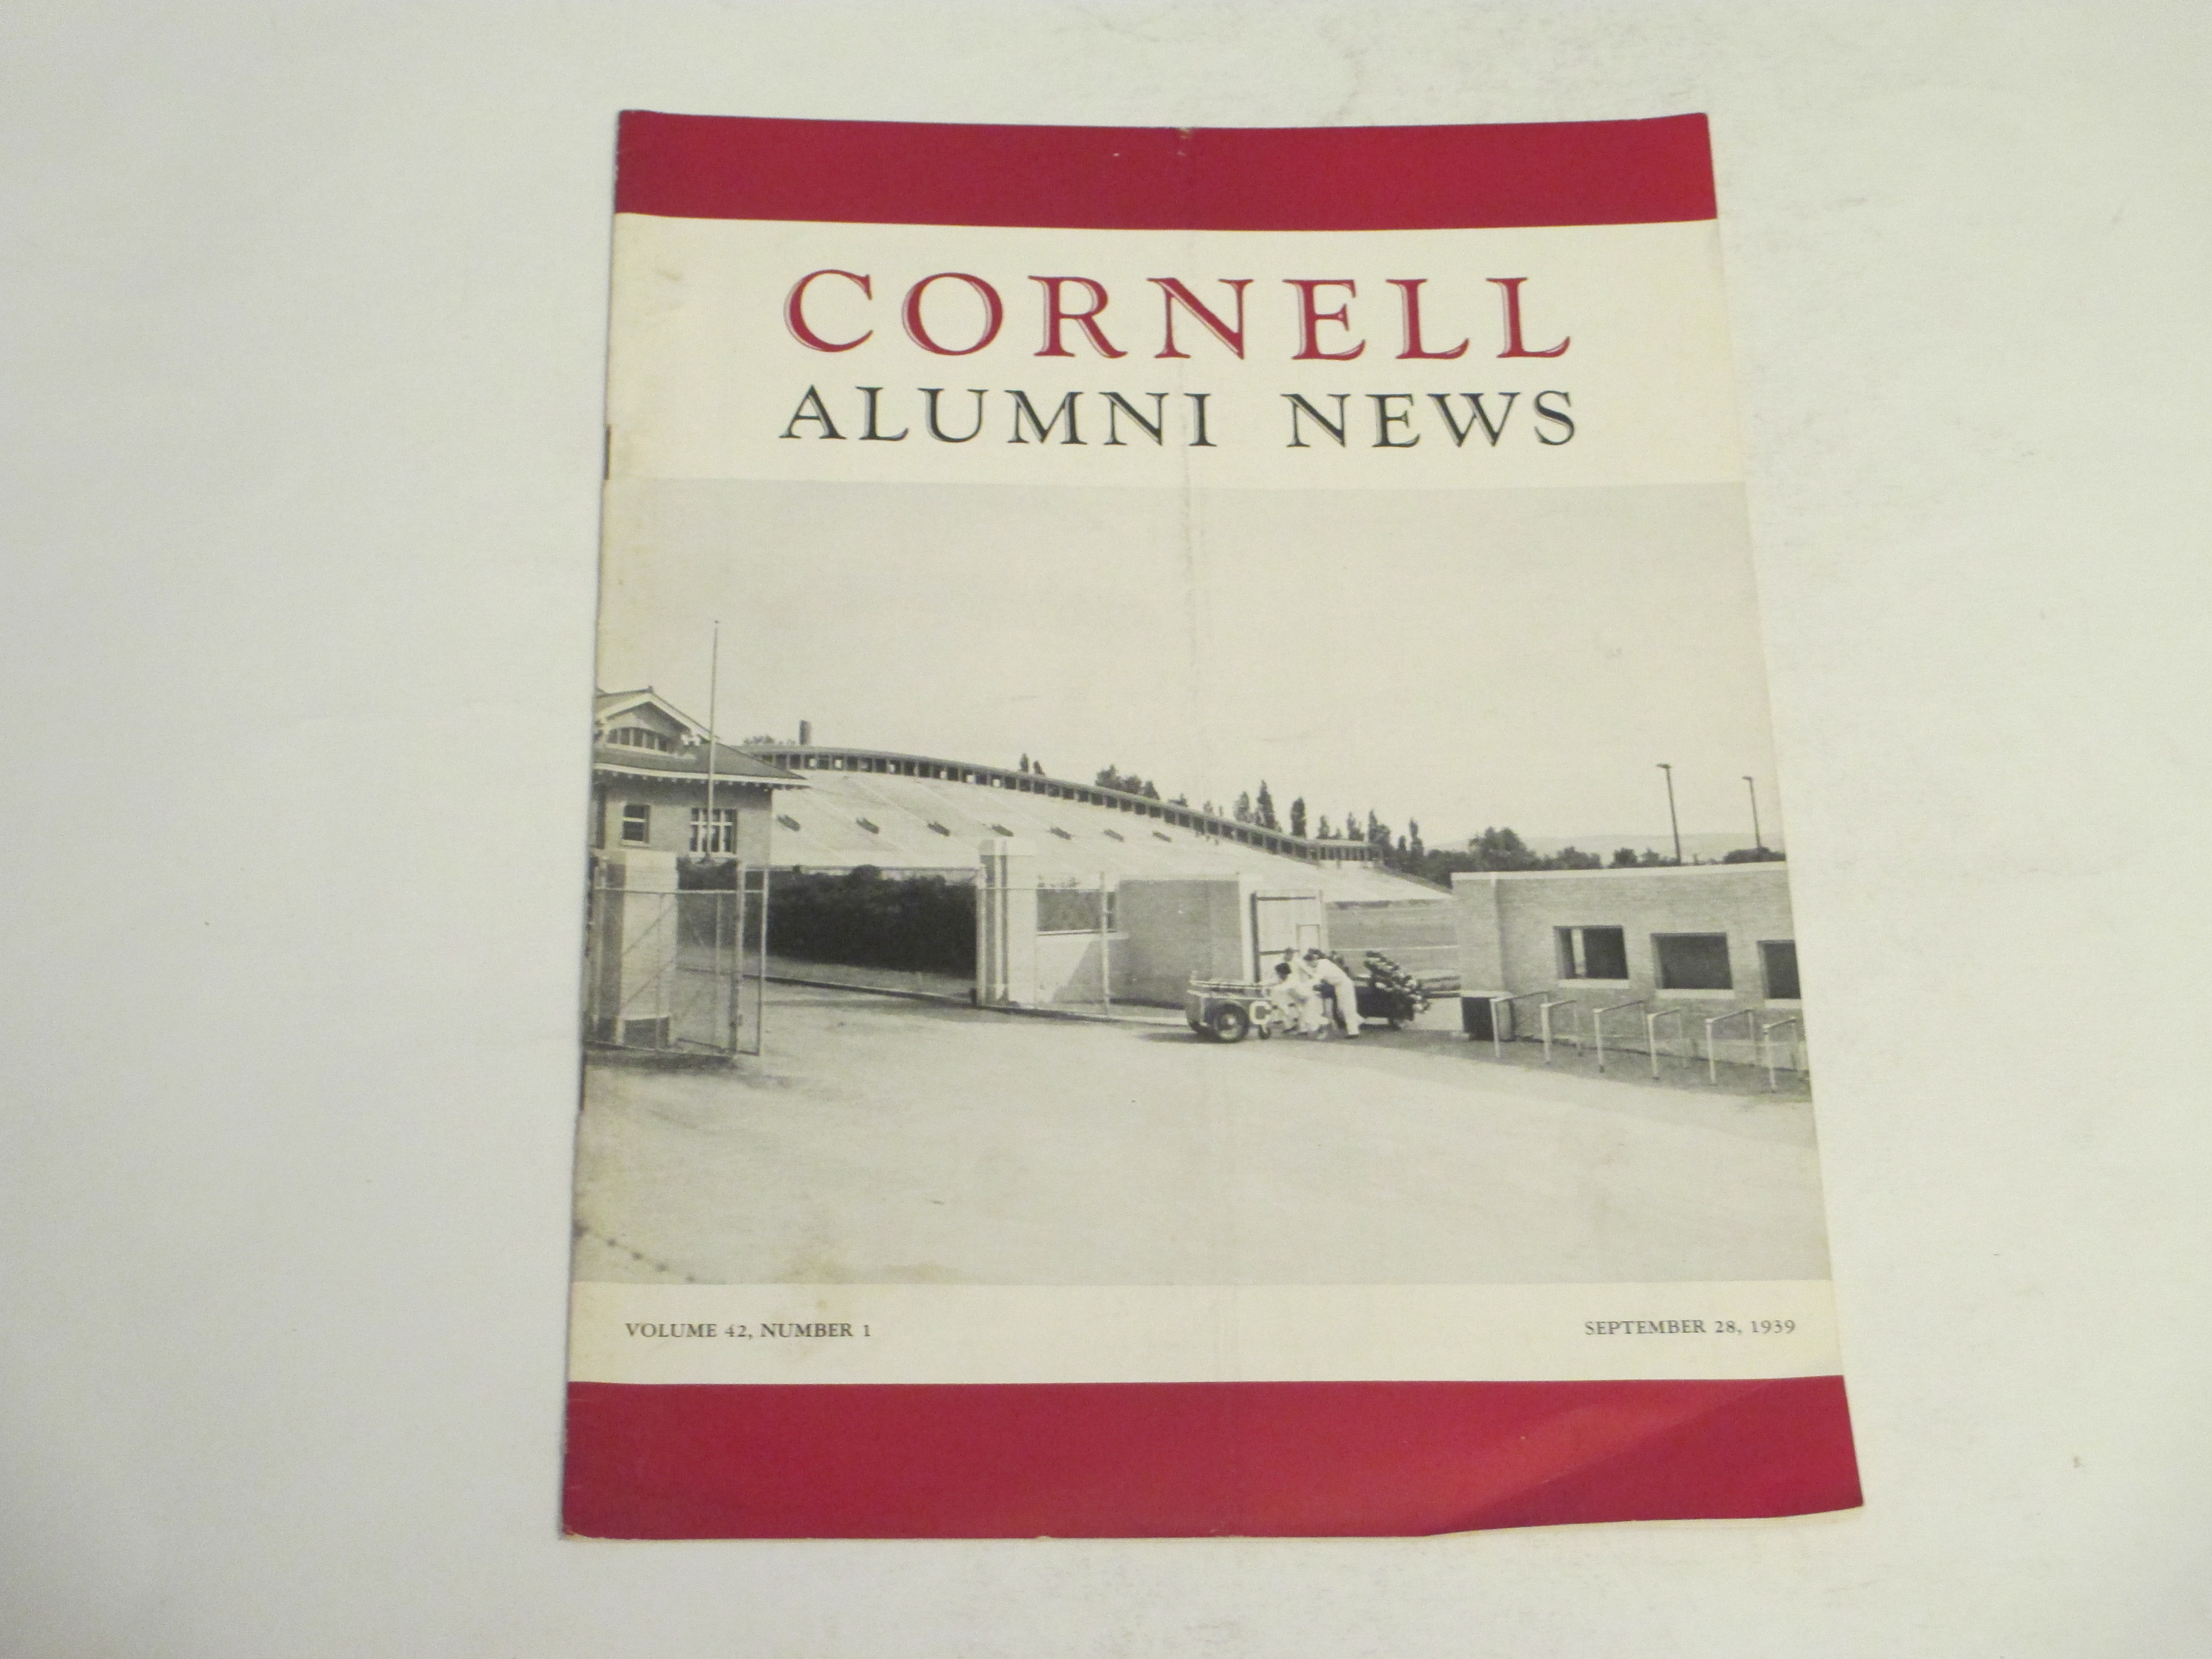 CORNELL
ALUMNI NEWS
C
VOLUME 42, NUMBER 1
SEPTEMBER 28, 1939